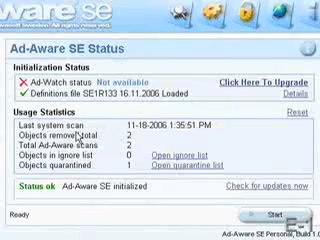 ware se
Ad-Aware SE Status
Initialization Status
Ad-Watch status Not available Click Here To Upgrade
Definitions file SE1R133 16.11.2006 Loaded Details
Usage Statistics Reset
Last system scan 11-18-2006 1:35:51 PM
Objects removed total 2
Total Ad-Aware scans 2
Objects in ignore list 0 Open ignore list
Objects quarantined 1 Open quarantine list
Status ok Ad-Aware SE initialized Check for updates now
Ready Start
Ad-Aware SE Personal, Build 1.0